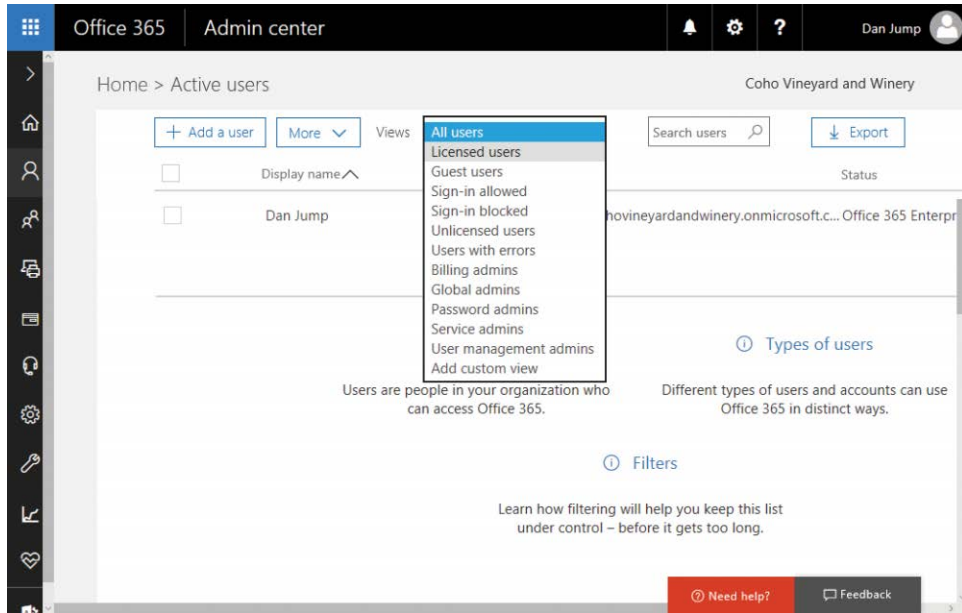 Office 365 Admin center ? Dan Jump
Home > Active users Coho Vineyard and Winery
+ Add a user More Views All users Search users Export
Licensed users
Guest users
Sign-in allowed
Sign-in blocked
Unlicensed users
Users with errors
Billing admins
Global admins
Password admins
Service admins
User management admins
Add custom view
Display name Status
Dan Jump hovineyardandwinery.onmicrosoft.c... Office 365 Enterpr
Users are people in your organization who
can access Office 365.
Types of users
Different types of users and accounts can use
Office 365 in distinct ways.
Filters
Learn how filtering will help you keep this list
under control – before it gets too long.
Need help? Feedback